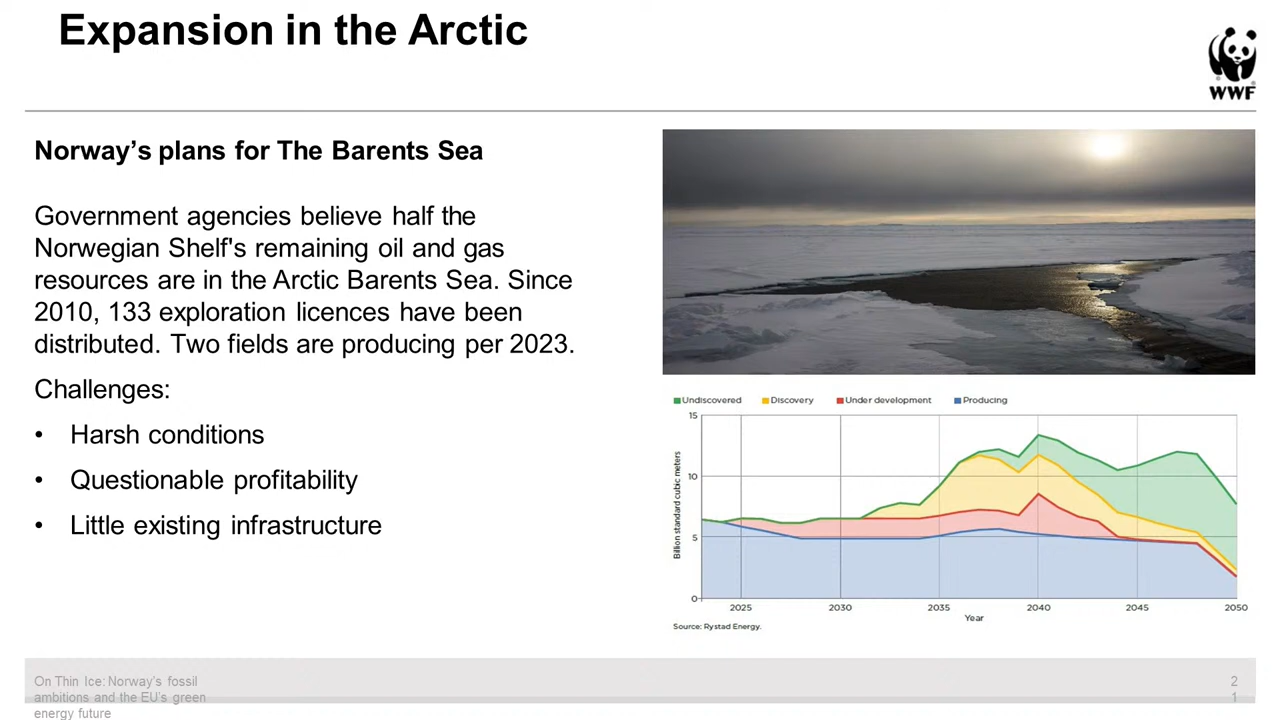 Expansion in the Arctic
WWF
Norway’s plans for The Barents Sea
Government agencies believe half the
Norwegian Shelf's remaining oil and gas
resources are in the Arctic Barents Sea. Since
2010, 133 exploration licences have been
distributed. Two fields are producing per 2023.
Challenges:
• Harsh conditions
• Questionable profitability
• Little existing infrastructure
Undiscovered Discovery Under development Producing
Billion standard cubic meters
15
10
5
0
2025 2030 2035 2040 2045 2050
Year
Source: Rystad Energy.
On Thin Ice: Norway’s fossil
ambitions and the EU’s green
energy future
2
1